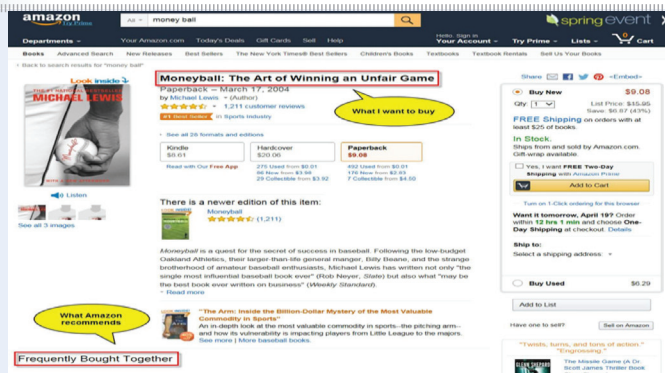 amazon
Try Prime
All
money ball
spring event
Departments
Your Amazon.com Today's Deals Gift Cards Sell Help
Hello. Sign in
Your Account
Try Prime
Lists
0
Cart
Books Advanced Search New Releases Best Sellers The New York Times® Best Sellers Children's Books Textbooks Textbook Rentals Sell Us Your Books
‹ Back to search results for "money ball"
Look inside
MICHAEL LEWIS
Listen
See all 3 images
Moneyball: The Art of Winning an Unfair Game
Paperback – March 17, 2004
by Michael Lewis (Author)
1,211 customer reviews
#1 Best Seller in Sports Industry
What I want to buy
See all 28 formats and editions
Kindle
$8.61
Hardcover
$20.06
Paperback
$9.08
Read with Our Free App
275 Used from $0.01
96 New from $3.98
29 Collectible from $3.92
492 Used from $0.01
176 New from $2.83
7 Collectible from $4.50
There is a newer edition of this item:
Moneyball
(1,211)
Moneyball is a quest for the secret of success in baseball. Following the low-budget
Oakland Athletics, their larger-than-life general manger, Billy Beane, and the strange
brotherhood of amateur baseball enthusiasts, Michael Lewis has written not only "the
single most influential baseball book ever" (Rob Neyer, Slate) but also what "may be
the best book ever written on business" (Weekly Standard).
Read more
What Amazon
recommends
"The Arm: Inside the Billion-Dollar Mystery of the Most Valuable
Commodity in Sports"
An in-depth look at the most valuable commodity in sports--the pitching arm--
and how its vulnerability is impacting players from Little League to the majors.
See more | More baseball books.
Frequently Bought Together
Share <Embed>
Buy New
$9.08
Qty: 1
List Price: $15.95
Save: $6.87 (43%)
FREE Shipping on orders with at
least $25 of books.
In Stock.
Ships from and sold by Amazon.com.
Gift-wrap available.
Yes, I want FREE Two-Day
Shipping with Amazon Prime
Add to Cart
Turn on 1-Click ordering for this browser
Want it tomorrow, April 19? Order
within 12 hrs 1 min and choose One-
Day Shipping at checkout. Details
Ship to:
Select a shipping address:
Buy Used
$6.29
Add to List
Have one to sell?
Sell on Amazon
"Twists, turns, and tons of action."
"Engrossing."
GLENN SHEPARD
The Missile Game (A Dr.
Scott James Thriller Book